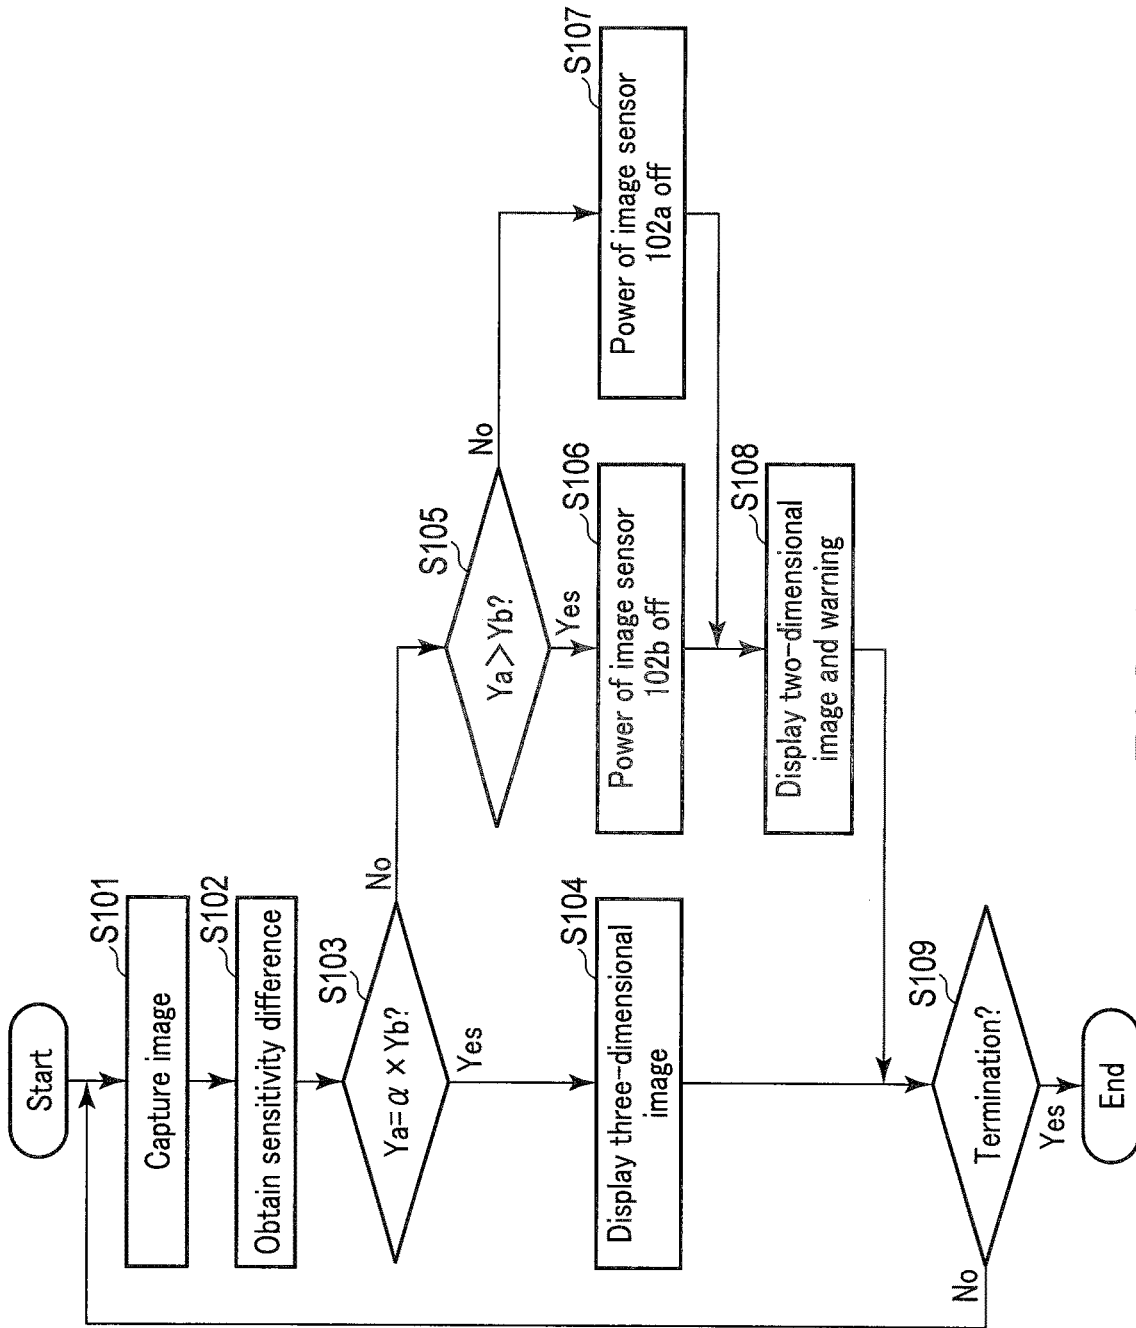 Start
S101
Capture image
S102
Obtain sensitivity difference
S103
Ya=α × Yb?
No
Yes
S104
Display three-dimensional
image
S105
Ya>Yb?
No
Yes
S106
Power of image sensor
102b off
S107
Power of image sensor
102a off
S108
Display two-dimensional
image and warning
S109
Termination?
No
Yes
End